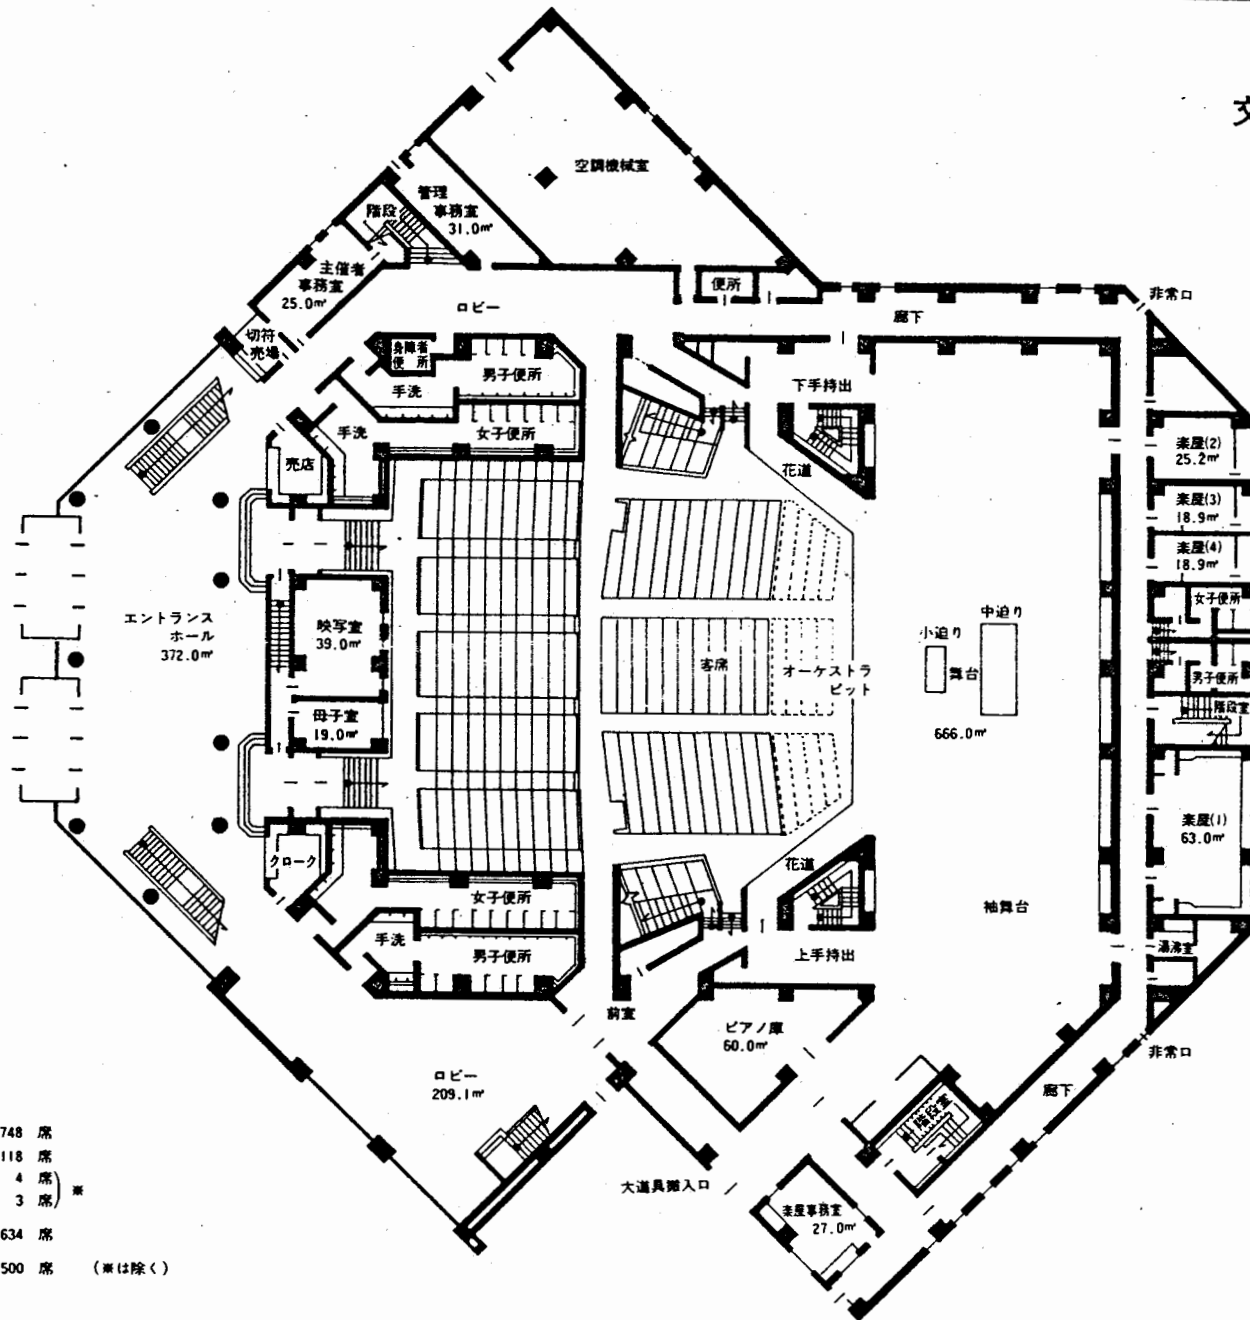 交
空調機械室
管理
事務室
31.0㎡
階段
主催者
事務室
25.0㎡
切符
売場
ロビー
便所
廊下
非常口
身障者
便所
男子便所
手洗
下手持出
手洗
女子便所
売店
花道
楽屋(2)
25.2㎡
楽屋(3)
18.9㎡
楽屋(4)
18.9㎡
女子便所
エントランス
ホール
372.0㎡
映写室
39.0㎡
客席
オーケストラ
ピット
小迫り
中迫り
舞台
666.0㎡
男子便所
階段室
母子室
19.0㎡
楽屋(1)
63.0㎡
クローク
花道
女子便所
袖舞台
手洗
男子便所
上手持出
湯沸室
前室
ピアノ庫
60.0㎡
非常口
ロビー
209.1㎡
廊下
階段室
大道具搬入口
楽屋事務室
27.0㎡
748 席
118 席
4 席
3 席
※
634 席
500 席 (※は除く)